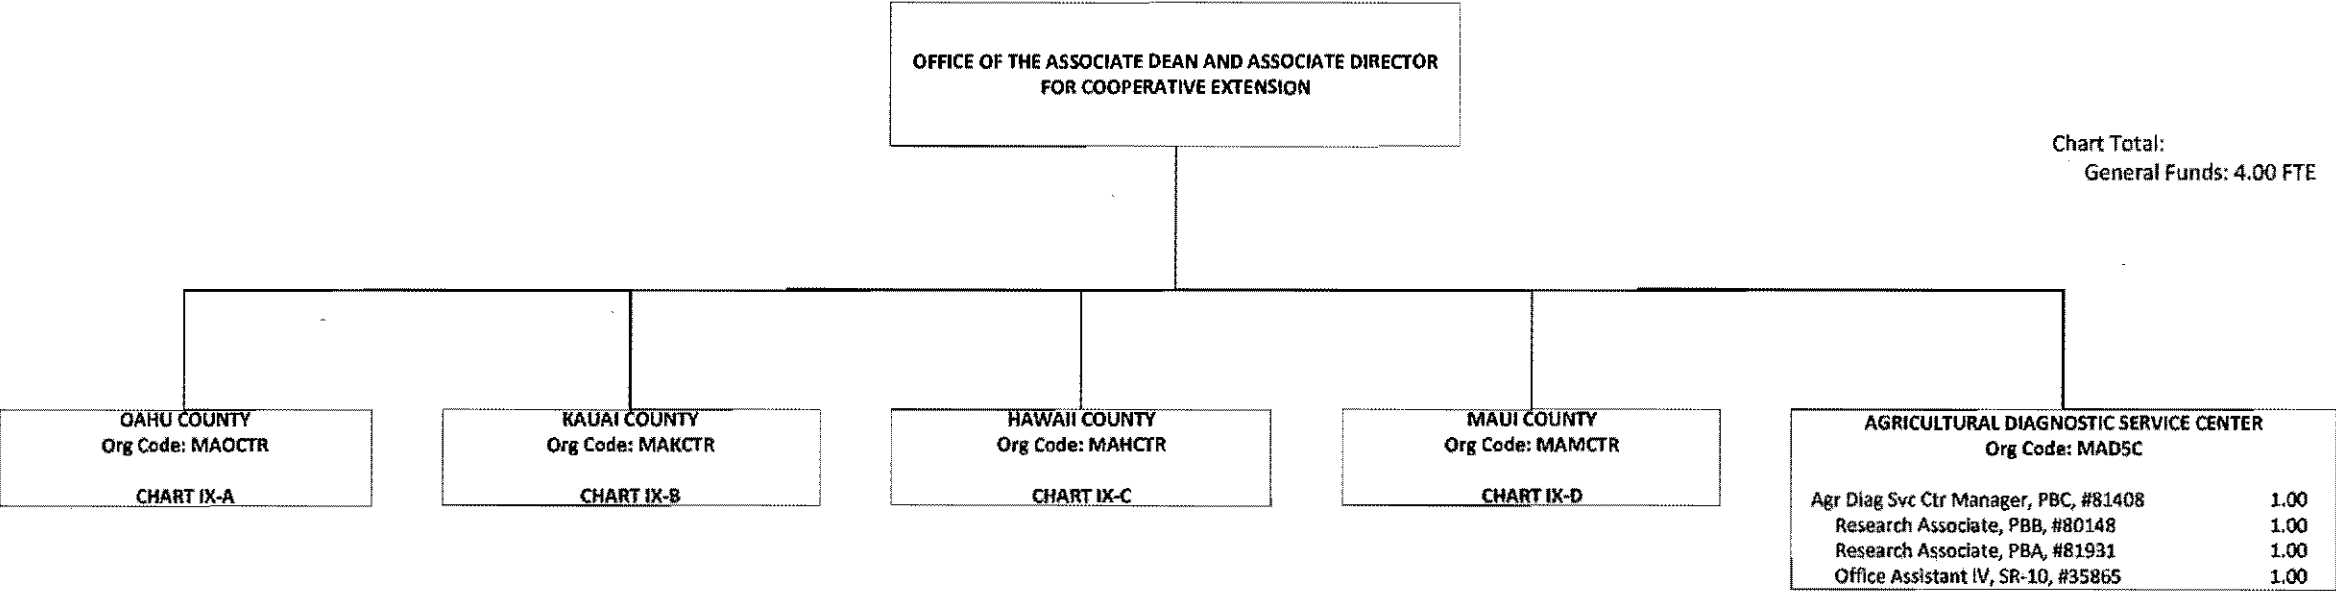 OFFICE OF THE ASSOCIATE DEAN AND ASSOCIATE DIRECTOR
FOR COOPERATIVE EXTENSION
Chart Total:
General Funds: 4.00 FTE
OAHU COUNTY
Org Code: MAOCTR
CHART IX-A
KAUAI COUNTY
Org Code: MAKCTR
CHART IX-B
HAWAII COUNTY
Org Code: MAHCTR
CHART IX-C
MAUI COUNTY
Org Code: MAMCTR
CHART IX-D
AGRICULTURAL DIAGNOSTIC SERVICE CENTER
Org Code: MADSC
Agr Diag Svc Ctr Manager, PBC, #81408 1.00
Research Associate, PBB, #80148 1.00
Research Associate, PBA, #81931 1.00
Office Assistant IV, SR-10, #35865 1.00